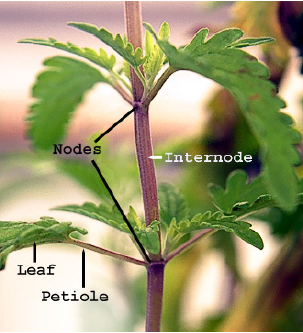 Nodes
Internode
Leaf
Petiole